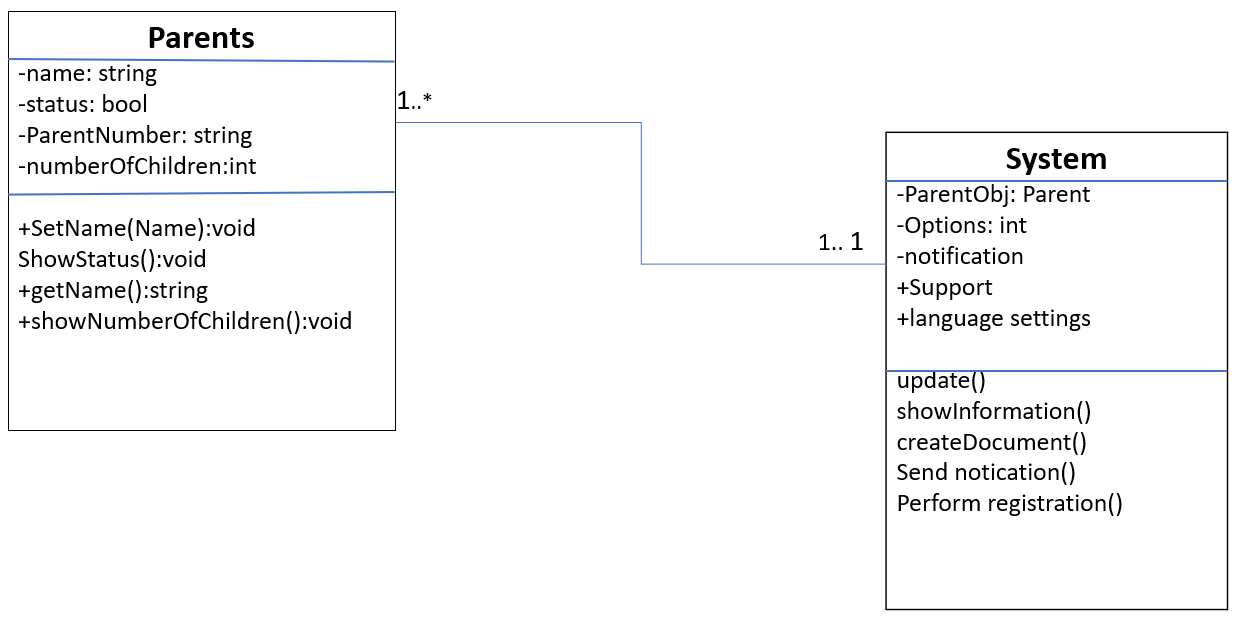 Parents
-name: string
-status: bool
-ParentNumber: string
-numberOfChildren:int
+SetName(Name):void
ShowStatus():void
+getName():string
+showNumberOfChildren():void
1..*
1.. 1
System
-ParentObj: Parent
-Options: int
-notification
+Support
+language settings
update()
showInformation()
createDocument()
Send notication()
Perform registration()